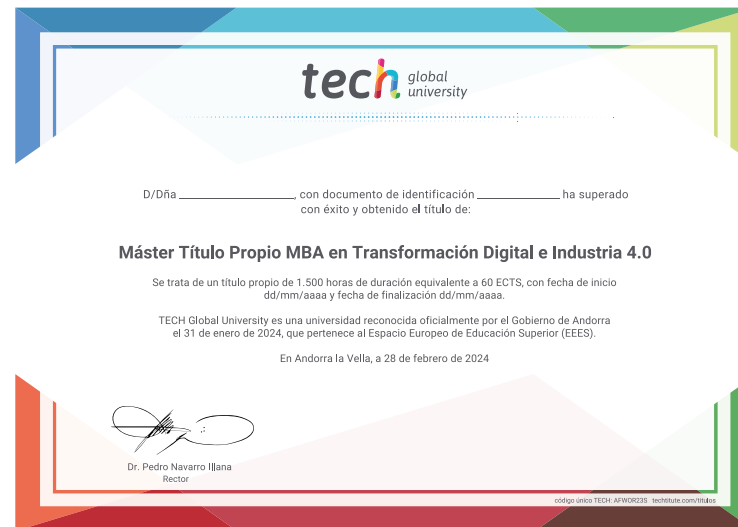 tech global university
D/Dña ______________, con documento de identificación ______________ ha superado
con éxito y obtenido el título de:
Máster Título Propio MBA en Transformación Digital e Industria 4.0
Se trata de un título propio de 1.500 horas de duración equivalente a 60 ECTS, con fecha de inicio
dd/mm/aaaa y fecha de finalización dd/mm/aaaa.
TECH Global University es una universidad reconocida oficialmente por el Gobierno de Andorra
el 31 de enero de 2024, que pertenece al Espacio Europeo de Educación Superior (EEES).
En Andorra la Vella, a 28 de febrero de 2024
Dr. Pedro Navarro Illana
Rector
código único TECH: AFWOR23S techtitute.com/titulos